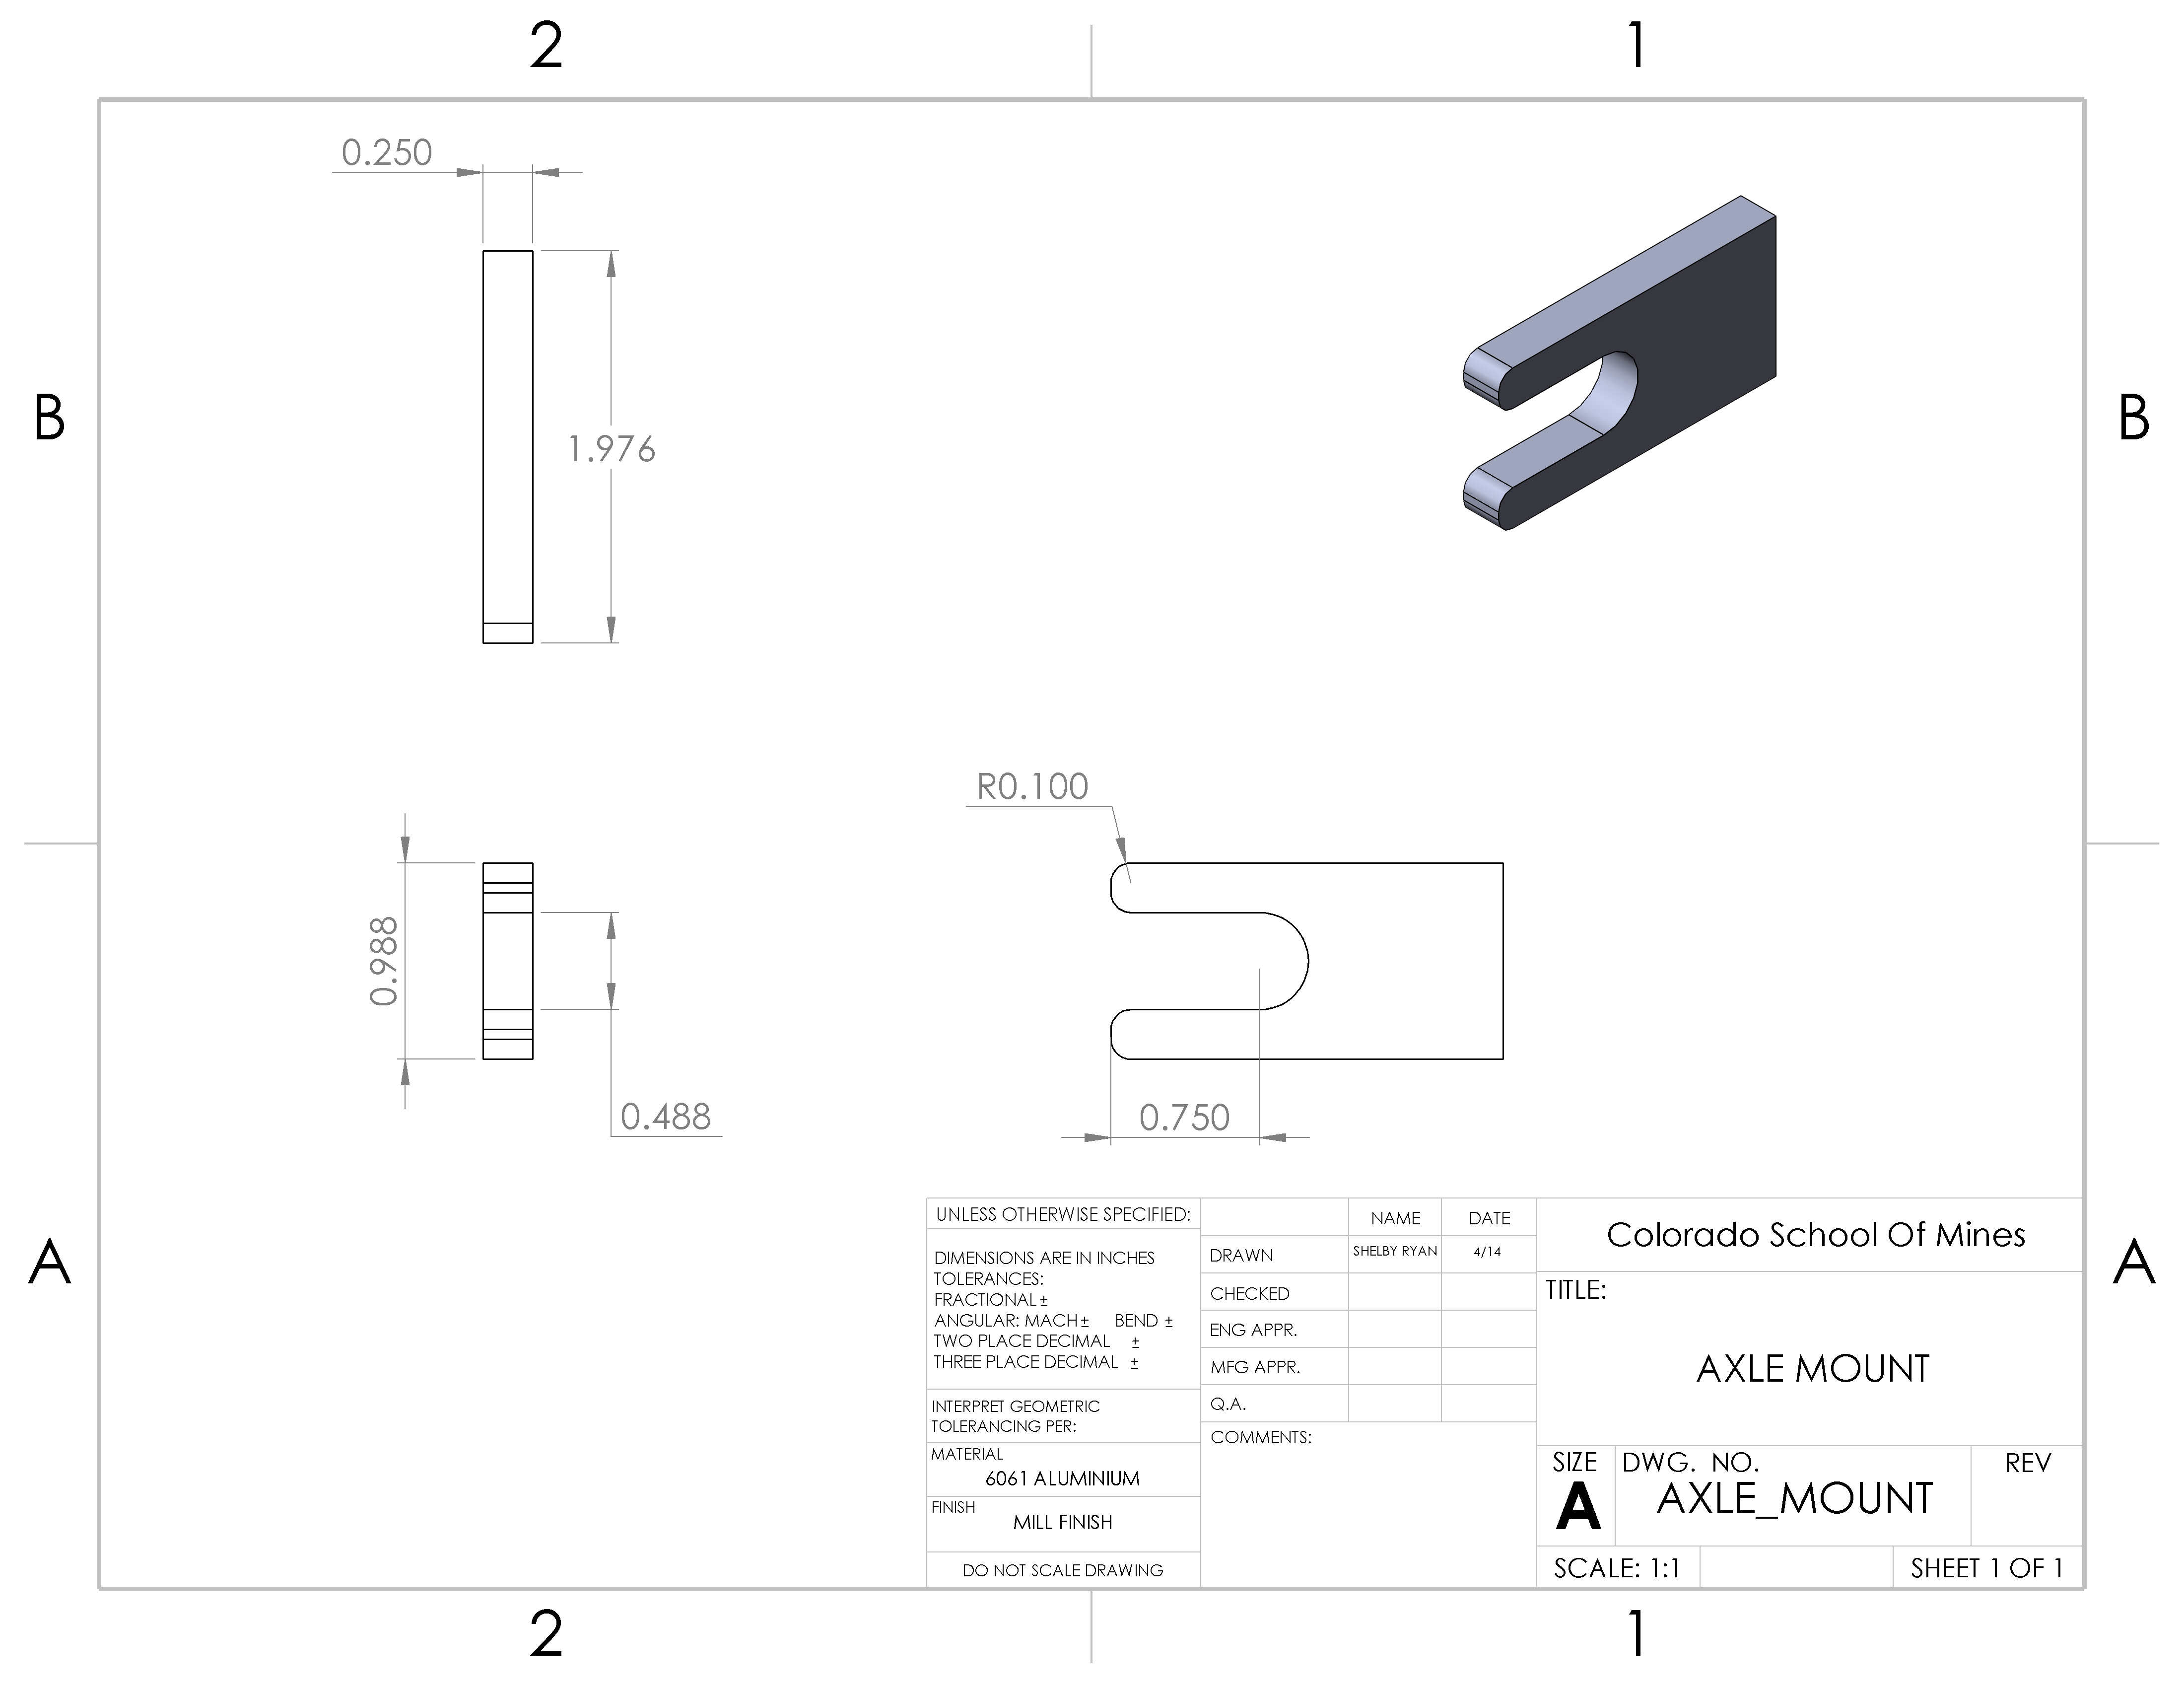 2 1
0.250
B B
1.976
R0.100
0.988
0.488
0.750
A A
UNLESS OTHERWISE SPECIFIED:
DIMENSIONS ARE IN INCHES
TOLERANCES:
FRACTIONAL ±
ANGULAR: MACH ± BEND ±
TWO PLACE DECIMAL ±
THREE PLACE DECIMAL ±
INTERPRET GEOMETRIC
TOLERANCING PER:
MATERIAL
6061 ALUMINIUM
FINISH
MILL FINISH
DO NOT SCALE DRAWING
NAME DATE
DRAWN SHELBY RYAN 4/14
CHECKED
ENG APPR.
MFG APPR.
Q.A.
COMMENTS:
Colorado School Of Mines
TITLE:
AXLE MOUNT
SIZE DWG. NO. REV
A AXLE_MOUNT
SCALE: 1:1 SHEET 1 OF 1
2 1